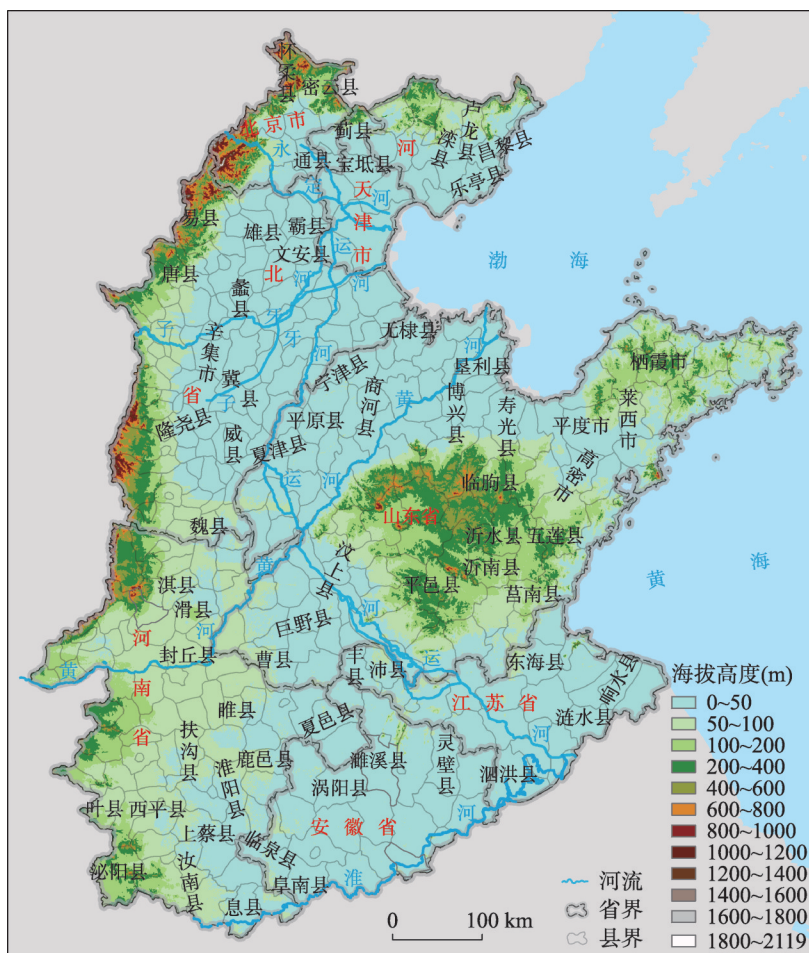 怀柔县
密云县
北京市
蓟县
卢龙县
滦县
昌黎县
河
永
通县
宝坻县
乐亭县
定
天
河
易县
雄县
霸县
津
运
市
文安县
唐县
北
河
河
渤海
蠡县
牙
子
辛集市
牙
河
无棣县
河
冀县
宁津县
垦利县
栖霞市
省
子
商河县
黄
博兴县
莱西市
隆尧县
平原县
寿光县
平度市
威县
夏津县
高密市
运
河
临朐县
山东省
魏县
沂水县
五莲县
黄
汶上县
沂南县
黄海
淇县
平邑县
莒南县
滑县
河
河
河
巨野县
黄
封丘县
曹县
运
东海县
南
丰县
沛县
响水县
江苏省
省
睢县
夏邑县
涟水县
扶沟县
河
鹿邑县
濉溪县
灵璧县
淮阳县
涡阳县
泗洪县
叶县
西平县
河
上蔡县
安徽省
临泉县
泌阳县
汝南县
阜南县
淮
息县
海拔高度(m)
0~50
50~100
100~200
200~400
400~600
600~800
800~1000
1000~1200
1200~1400
1400~1600
1600~1800
1800~2119
河流
省界
县界
0 100 km